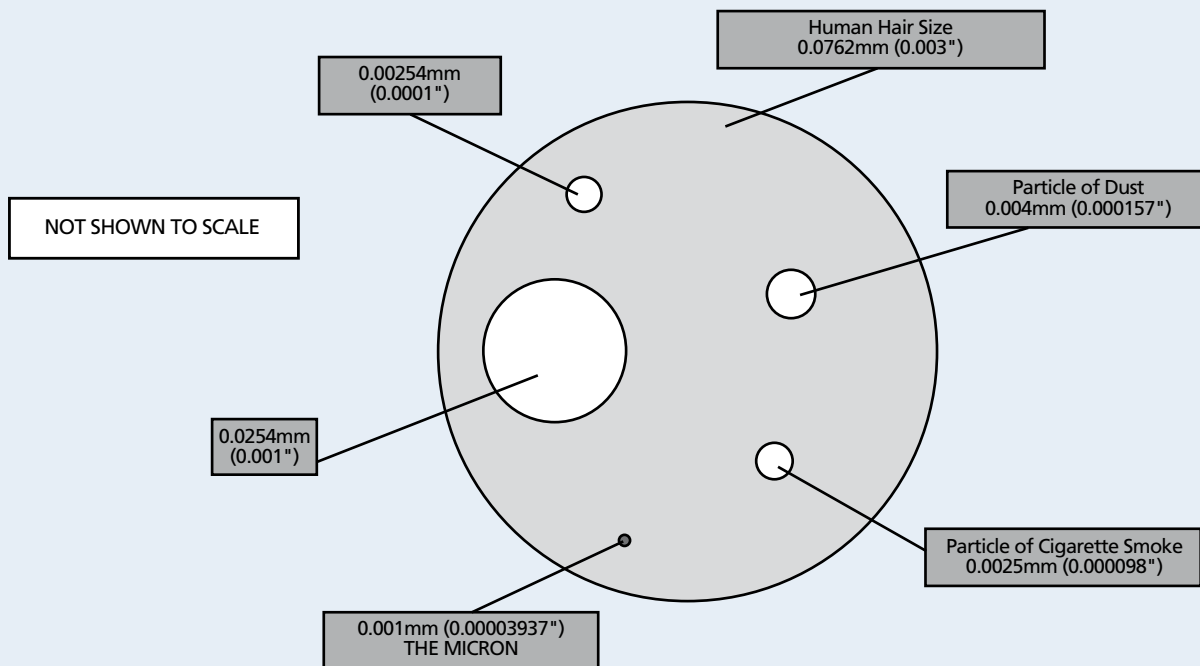 Human Hair Size
0.0762mm (0.003")
0.00254mm
(0.0001")
Particle of Dust
0.004mm (0.000157")
NOT SHOWN TO SCALE
0.0254mm
(0.001")
Particle of Cigarette Smoke
0.0025mm (0.000098")
0.001mm (0.00003937")
THE MICRON